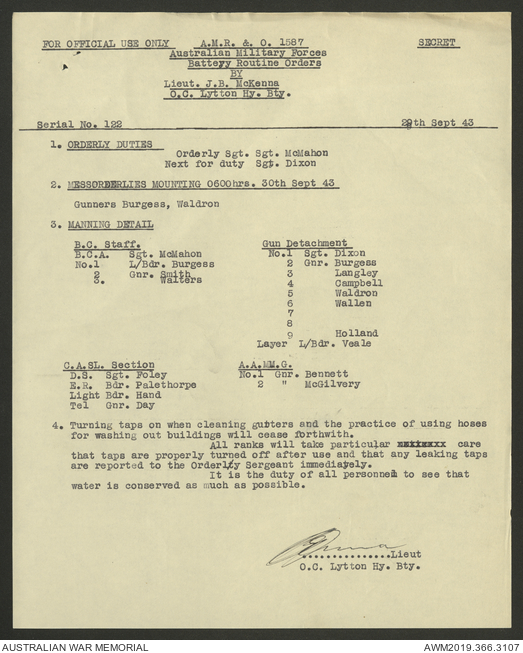 FOR OFFICIAL USE ONLY A.M.R. & O. 1587 SECRET
Australian Military Forces
Battery Routine Orders
BY
Lieut. J.B. McKenna
O.C. Lytton Hy. Bty.
Serial No. 122 29th Sept 43
1. ORDERLY DUTIES
Orderly Sgt. Sgt. McMahon
Next for duty Sgt. Dixon
2. MESSORDERLIES MOUNTING 0600hrs. 30th Sept 43
Gunners Burgess, Waldron
3. MANNING DETAIL
B.C. Staff.
B.C.A. Sgt. McMahon
No.1 L/Bdr. Burgess
2 Gnr. Smith
3. Walters
Gun Detachment
No.1 Sgt. Dixon
2 Gnr. Burgess
3 Langley
4 Campbell
5 Waldron
6 Wallen
7
8
9 Holland
Layer L/Bdr. Veale
C.A.SL. Section
D.S. Sgt. Foley
E.R. Bdr. Palethorpe
Light Bdr. Hand
Tel Gnr. Day
A.A.MM.G.
No.1 Gnr. Bennett
2 " McGilvery
4. Turning taps on when cleaning gutters and the practice of using hoses
for washing out buildings will cease forthwith.
All ranks will take particular care
that taps are properly turned off after use and that any leaking taps
are reported to the Orderly Sergeant immediately.
It is the duty of all personnel to see that
water is conserved as much as possible.
...............Lieut
O.C. Lytton Hy. Bty.
AUSTRALIAN WAR MEMORIAL AWM2019.366.3107